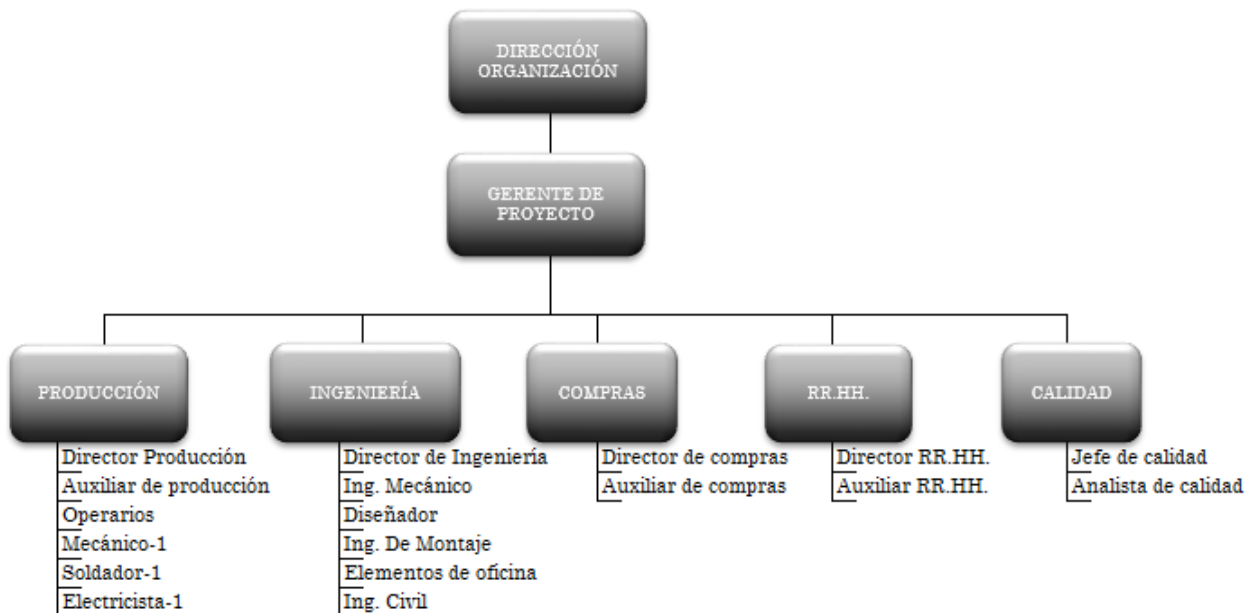 DIRECCIÓN
ORGANIZACIÓN
GERENTE DE
PROYECTO
PRODUCCIÓN
INGENIERÍA
COMPRAS
RR.HH.
CALIDAD
Director Producción
Auxiliar de producción
Operarios
Mecánico-1
Soldador-1
Electricista-1
Director de Ingeniería
Ing. Mecánico
Diseñador
Ing. De Montaje
Elementos de oficina
Ing. Civil
Director de compras
Auxiliar de compras
Director RR.HH.
Auxiliar RR.HH.
Jefe de calidad
Analista de calidad